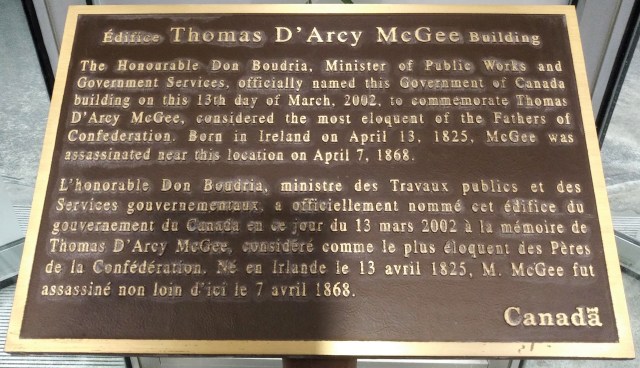 Édifice Thomas D'Arcy McGee Building
The Honourable Don Boudria, Minister of Public Works and
Government Services, officially named this Government of Canada
building on this 13th day of March, 2002, to commemorate Thomas
D'Arcy McGee, considered the most eloquent of the Fathers of
Confederation. Born in Ireland on April 13, 1825, McGee was
assassinated near this location on April 7, 1868.
L'honorable Don Boudria, ministre des Travaux publics et des
Services gouvernementaux, a officiellement nommé cet édifice du
gouvernement du Canada en ce jour du 13 mars 2002 à la mémoire de
Thomas D'Arcy McGee, considéré comme le plus éloquent des Pères
de la Confédération. Né en Irlande le 13 avril 1825, M. McGee fut
assassiné non loin d'ici le 7 avril 1868.
Canada